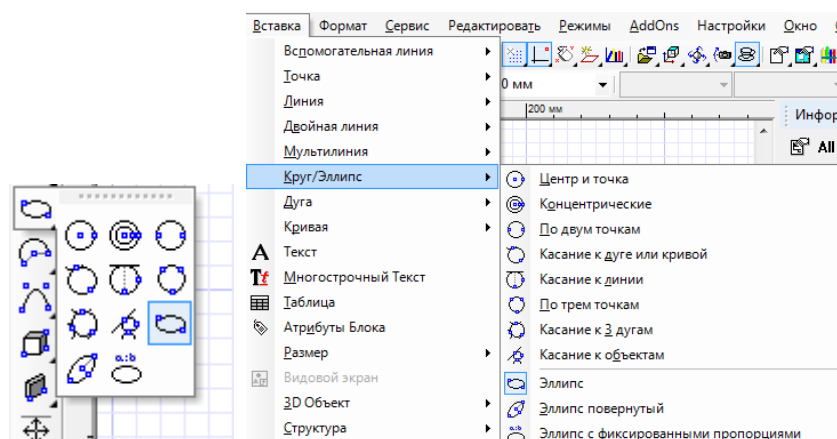 Вставка Формат Сервис Редактировать Режимы AddOns Настройки Окно
Вспомогательная линия
Точка
0 мм
Линия
200 мм
Двойная линия
Мультилиния
All
Круг/Эллипс
Центр и точка
Дуга
Концентрические
Кривая
По двум точкам
A Текст
Касание к дуге или кривой
Tt Многострочный Текст
Касание к линии
Таблица
По трем точкам
Атрибуты Блока
Касание к 3 дугам
Размер
Касание к объектам
Видовой экран
Эллипс
3D Объект
Эллипс повернутый
Структура
Эллипс с фиксированными пропорциями
a:b